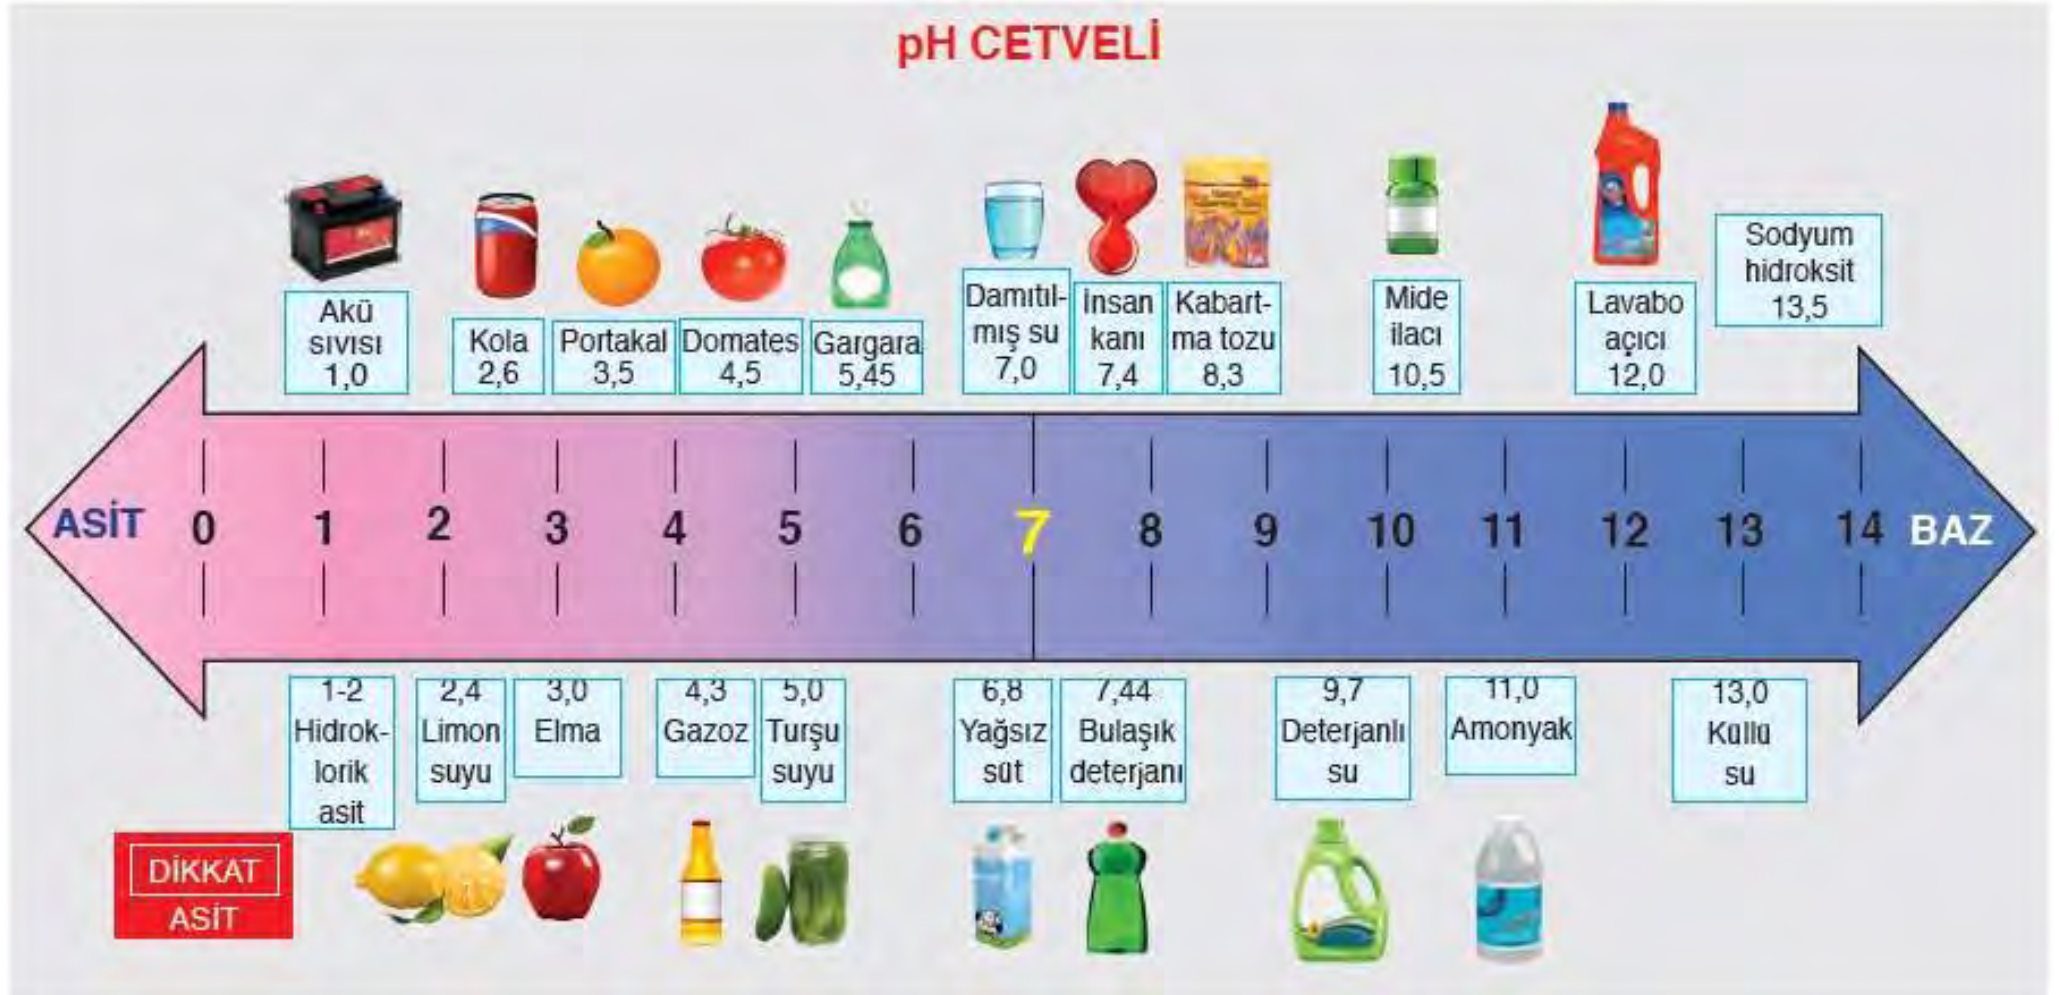 pH CETVELİ
Akü
sıvısı
1,0
Kola
2,6
Portakal
3,5
Domates
4,5
Gargara
5,45
Damıtıl-
mış su
7,0
İnsan
kanı
7,4
Kabart-
ma tozu
8,3
Mide
ilacı
10,5
Lavabo
açıcı
12,0
Sodyum
hidroksit
13,5
ASİT 0 1 2 3 4 5 6 7 8 9 10 11 12 13 14 BAZ
1-2
Hidrok-
lorik
asit
2,4
Limon
suyu
3,0
Elma
4,3
Gazoz
5,0
Turşu
suyu
6,8
Yağsız
süt
7,44
Bulaşık
deterjanı
9,7
Deterjanlı
su
11,0
Amonyak
13,0
Küllü
su
DİKKAT
ASİT